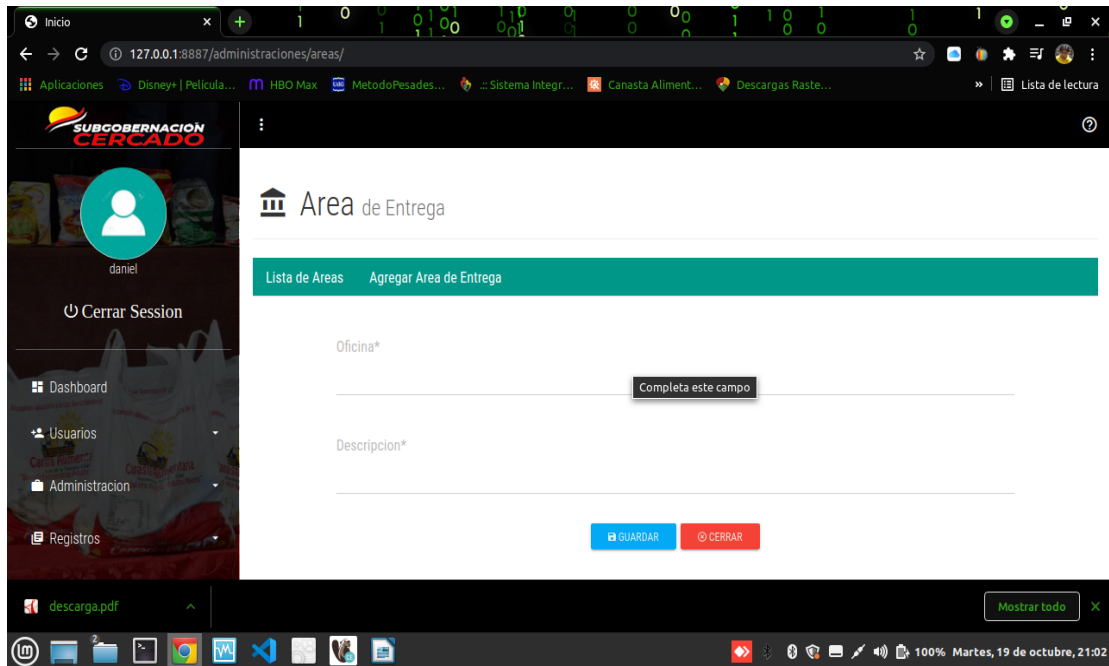 Inicio
127.0.0.1:8887/administraciones/areas/
Aplicaciones
Disney+ | Película...
HBO Max
MetodoPesades...
.:: Sistema Integr...
Canasta Aliment...
Descargas Raste...
»
Lista de lectura
SUBGOBERNACION
CERCADO
Area de Entrega
daniel
Lista de Areas
Agregar Area de Entrega
Cerrar Session
Oficina*
Completa este campo
Dashboard
Usuarios
Descripcion*
Administracion
GUARDAR
CERRAR
Registros
descarga.pdf
Mostrar todo
2
100%
Martes, 19 de octubre, 21:02